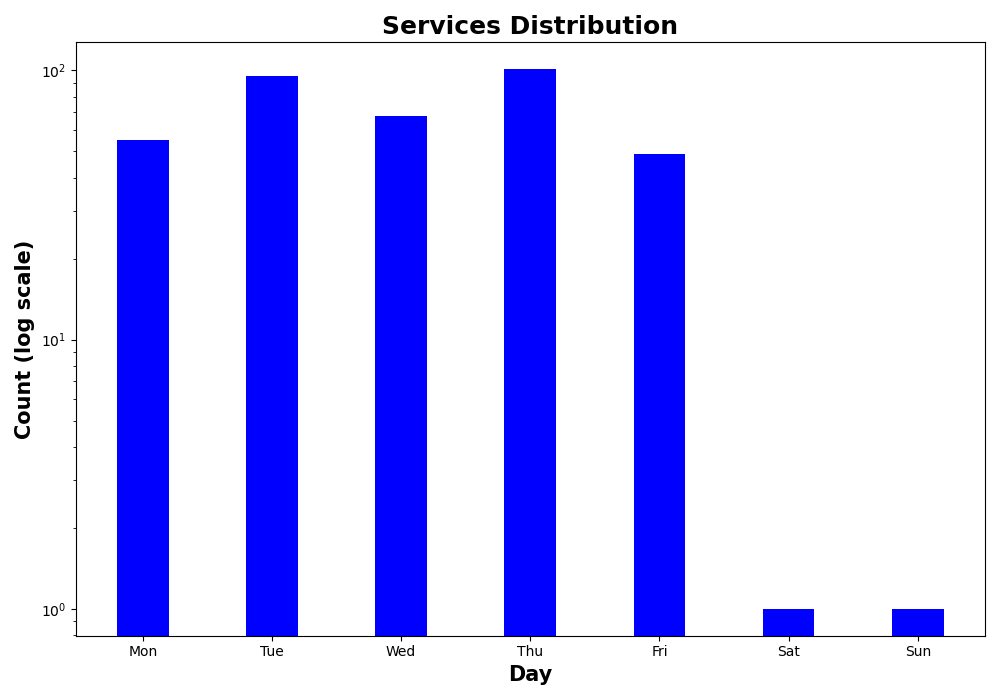 Services Distribution
Count (log scale)
10²
10¹
10⁰
Mon Tue Wed Thu Fri Sat Sun
Day